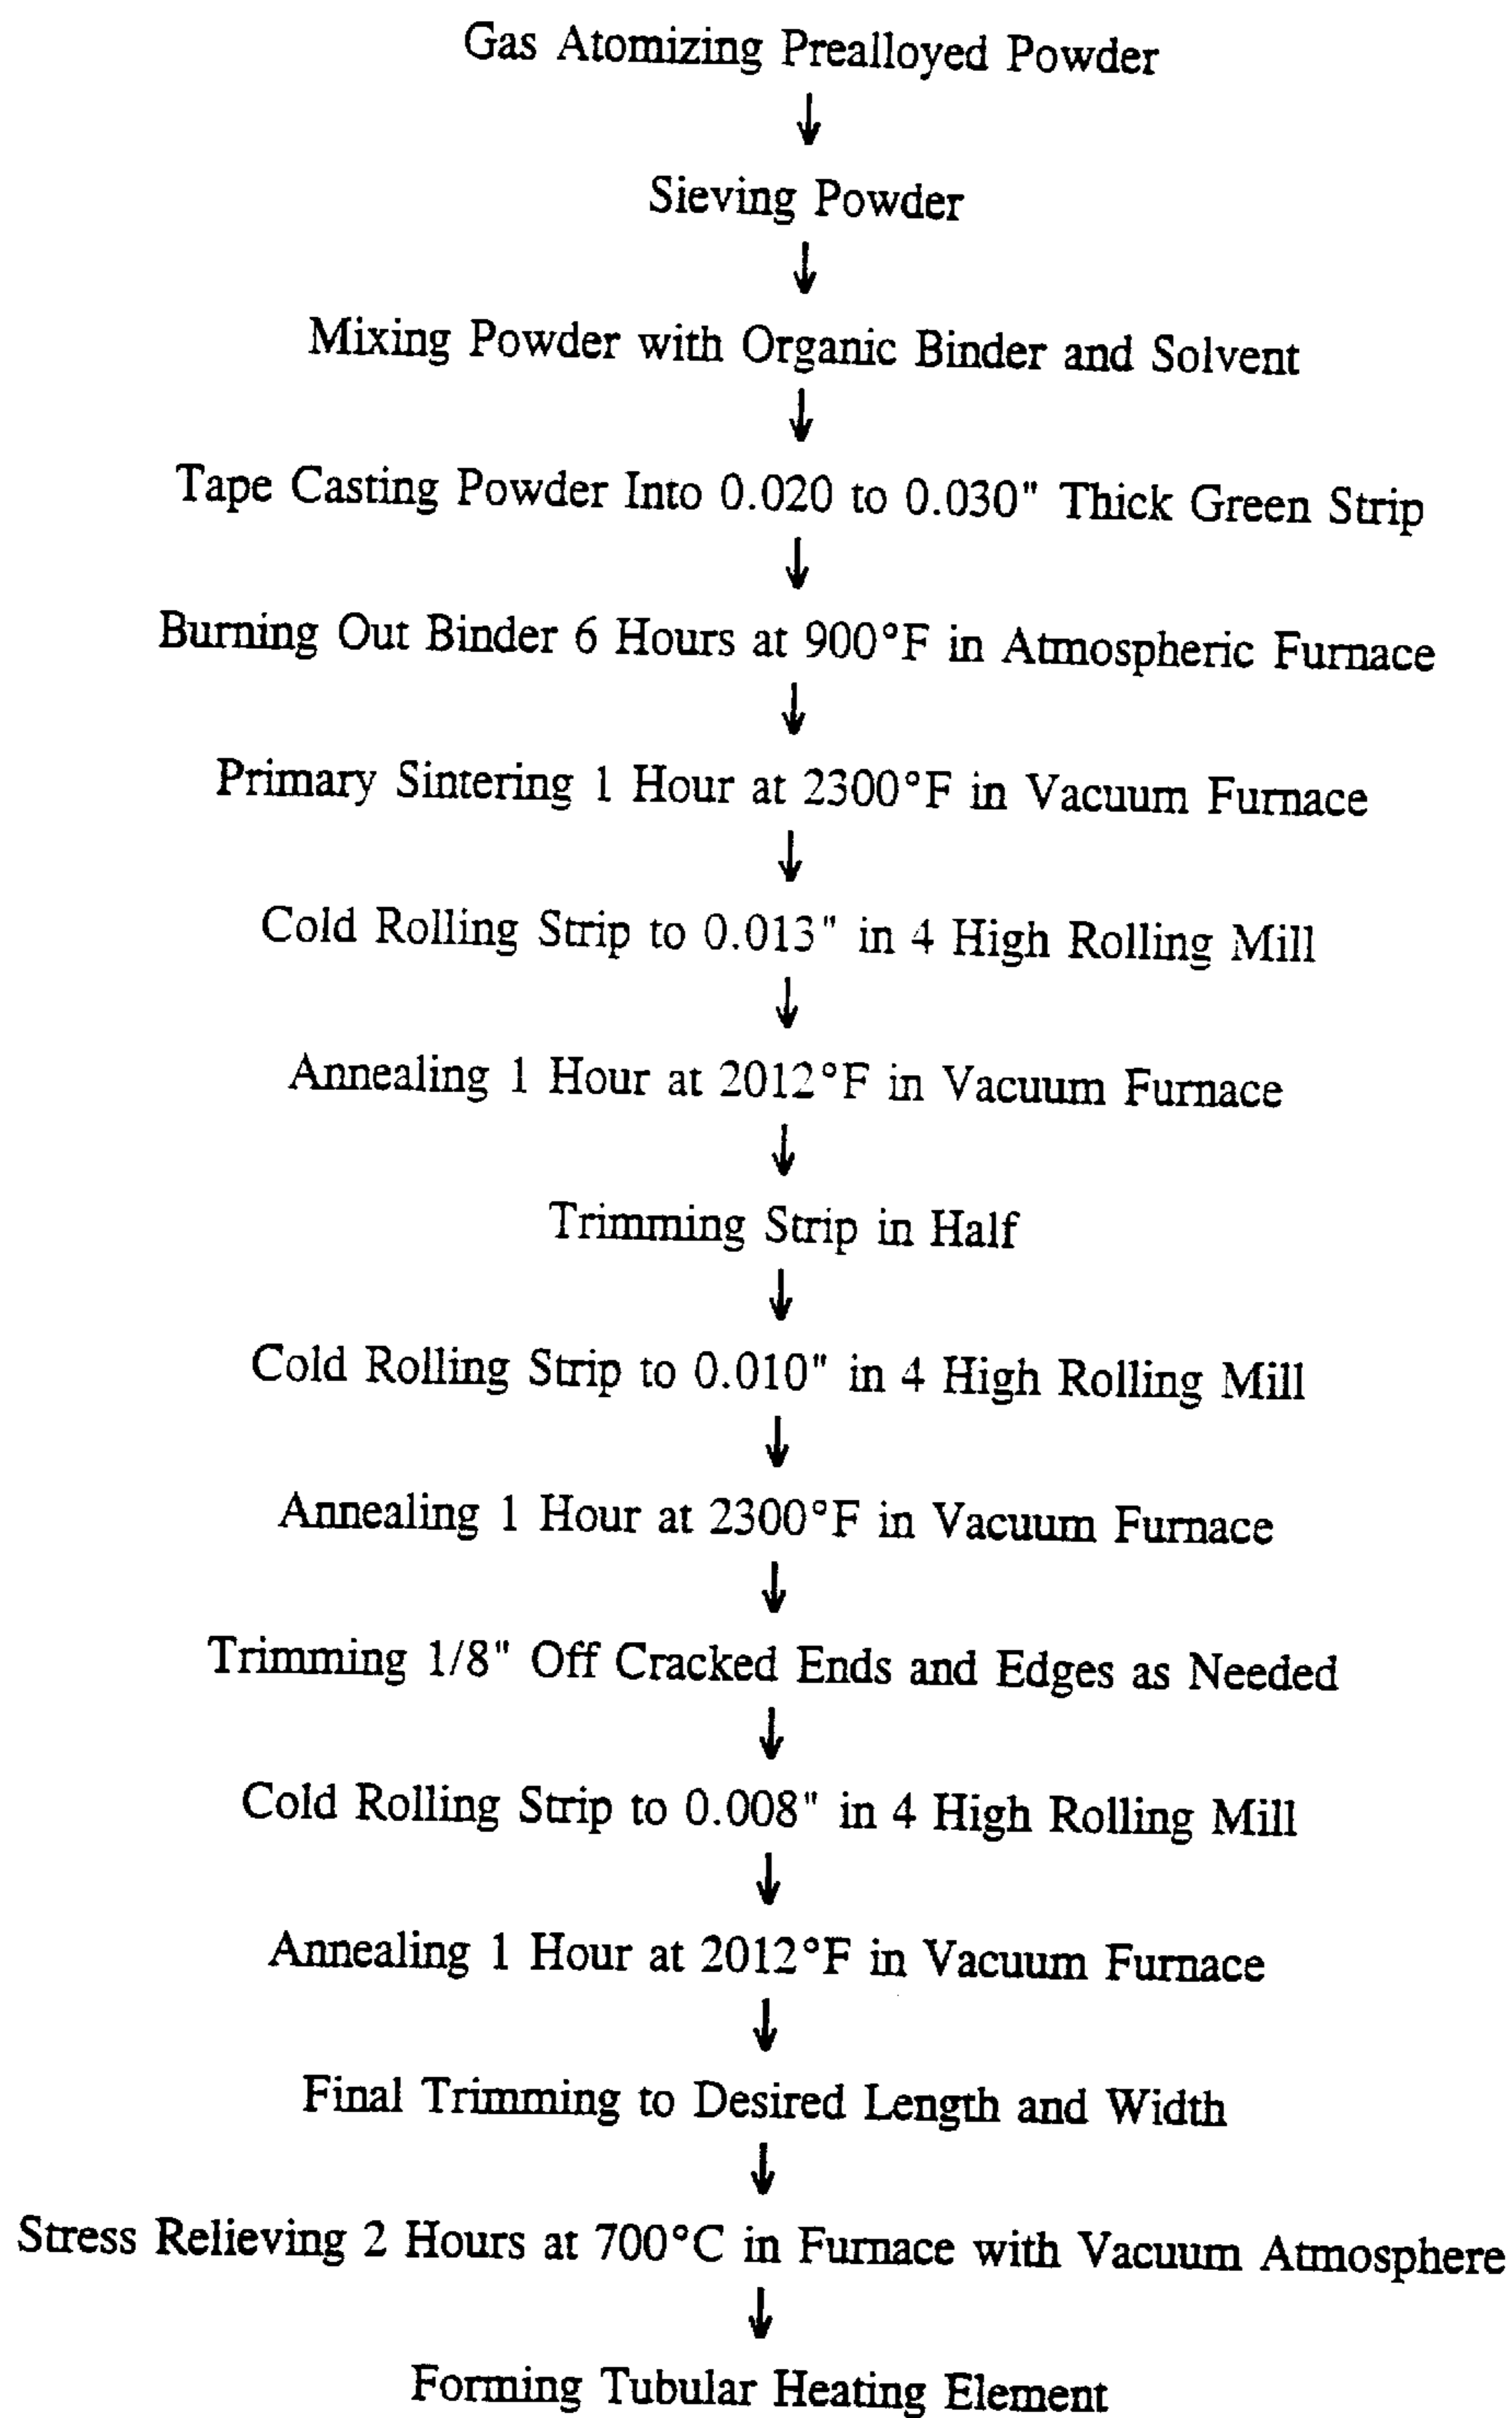 Gas Atomizing Prealloyed Powder
↓
Sieving Powder
↓
Mixing Powder with Organic Binder and Solvent
↓
Tape Casting Powder Into 0.020 to 0.030" Thick Green Strip
↓
Burning Out Binder 6 Hours at 900°F in Atmospheric Furnace
↓
Primary Sintering 1 Hour at 2300°F in Vacuum Furnace
↓
Cold Rolling Strip to 0.013" in 4 High Rolling Mill
↓
Annealing 1 Hour at 2012°F in Vacuum Furnace
↓
Trimming Strip in Half
↓
Cold Rolling Strip to 0.010" in 4 High Rolling Mill
↓
Annealing 1 Hour at 2300°F in Vacuum Furnace
↓
Trimming 1/8" Off Cracked Ends and Edges as Needed
↓
Cold Rolling Strip to 0.008" in 4 High Rolling Mill
↓
Annealing 1 Hour at 2012°F in Vacuum Furnace
↓
Final Trimming to Desired Length and Width
↓
Stress Relieving 2 Hours at 700°C in Furnace with Vacuum Atmosphere
↓
Forming Tubular Heating Element